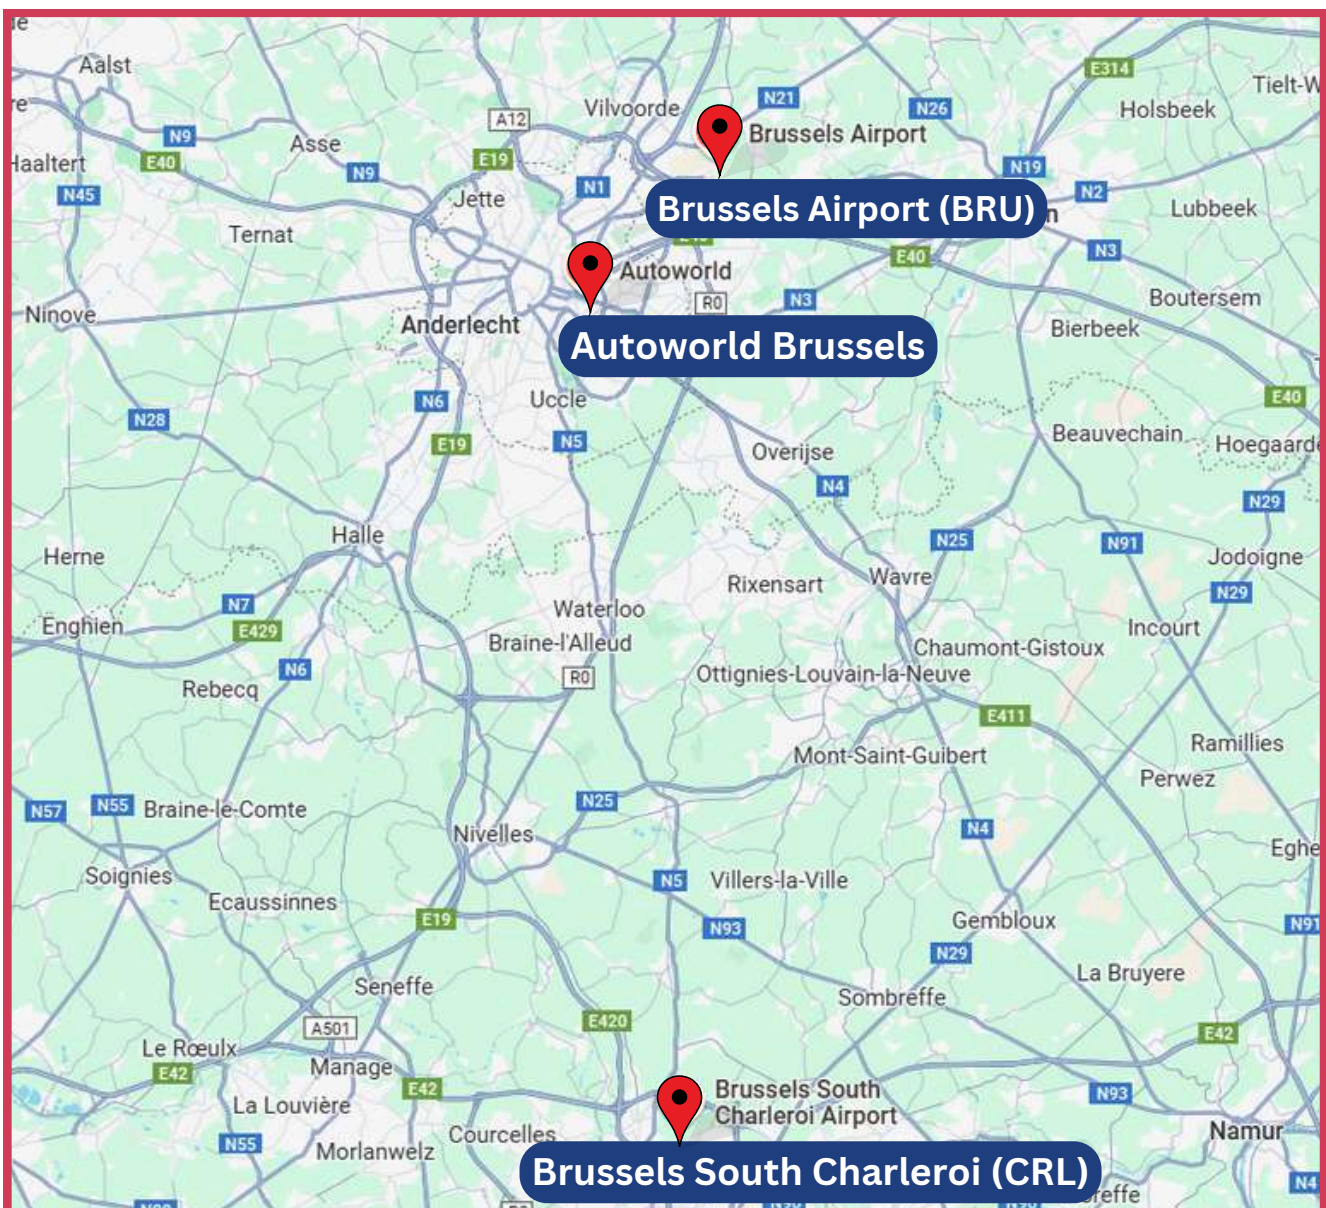 Aalst
E314
Tielt-W
Vilvoorde
N21
N26
Holsbeek
A12
Brussels Airport
N9
Asse
E40
E19
Haaltert
N9
N1
N19
N2
N45
Jette
Brussels Airport (BRU)
Lubbeek
Ternat
E40
N3
Autoworld
R0
N3
Boutersem
Ninove
Anderlecht
Bierbeek
Autoworld Brussels
N6
Uccle
E40
N28
E19
N5
Beauvechain
Hoegaarde
Overijse
N4
N29
Halle
N25
N91
Herne
Jodoigne
Rixensart
Wavre
N29
N7
Waterloo
Enghien
E429
Braine-l'Alleud
Incourt
Chaumont-Gistoux
N6
R0
Ottignies-Louvain-la-Neuve
Rebecq
E411
Mont-Saint-Guibert
Ramillies
Perwez
N57
N55
Braine-le-Comte
N25
Nivelles
N4
Eghe
Soignies
N5
Villers-la-Ville
Ecaussinnes
E19
N93
Gembloux
N91
N29
Seneffe
La Bruyere
Sombreffe
A501
E420
E42
Le Rœulx
E42
Manage
E42
Brussels South
Charleroi Airport
N93
La Louvière
N55
Morlanwelz
Courcelles
Namur
Brussels South Charleroi (CRL)
reffe
N4